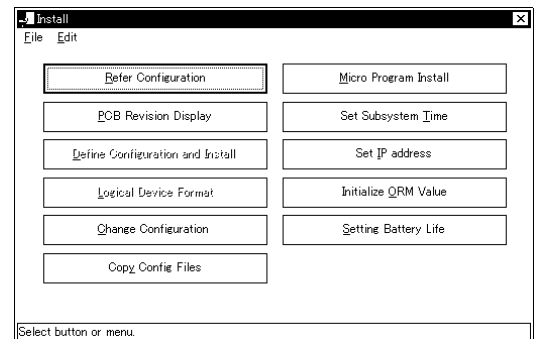 Install
File Edit
Refer Configuration
Micro Program Install
PCB Revision Display
Set Subsystem Time
Define Configuration and Install
Set IP address
Logical Device Format
Initialize ORM Value
Change Configuration
Setting Battery Life
Copy Config Files
Select button or menu.